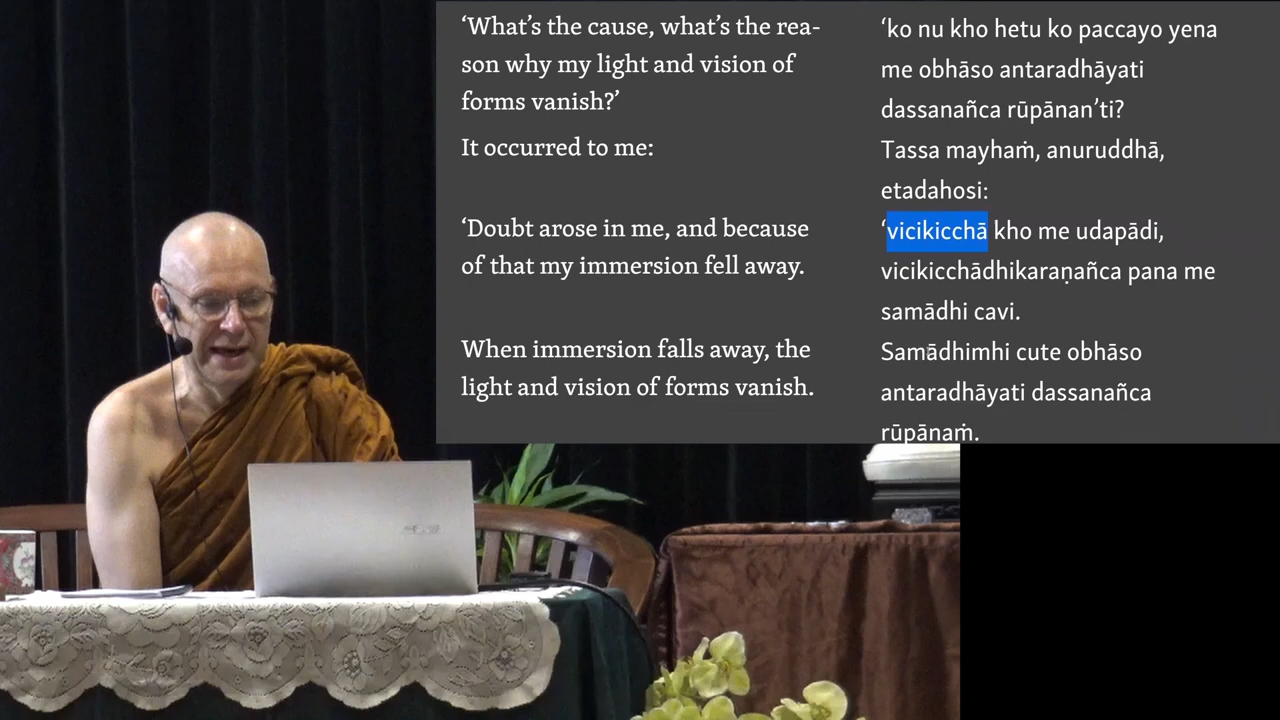 ‘What’s the cause, what’s the rea-
son why my light and vision of
forms vanish?’
It occurred to me:
‘Doubt arose in me, and because
of that my immersion fell away.
When immersion falls away, the
light and vision of forms vanish.
‘ko nu kho hetu ko paccayo yena
me obhāso antaradhāyati
dassanañca rūpānan’ti?
Tassa mayhaṁ, anuruddhā,
etadahosi:
‘vicikicchā kho me udapādi,
vicikicchādhikaraṇañca pana me
samādhi cavi.
Samādhimhi cute obhāso
antaradhāyati dassanañca
rūpānaṁ.